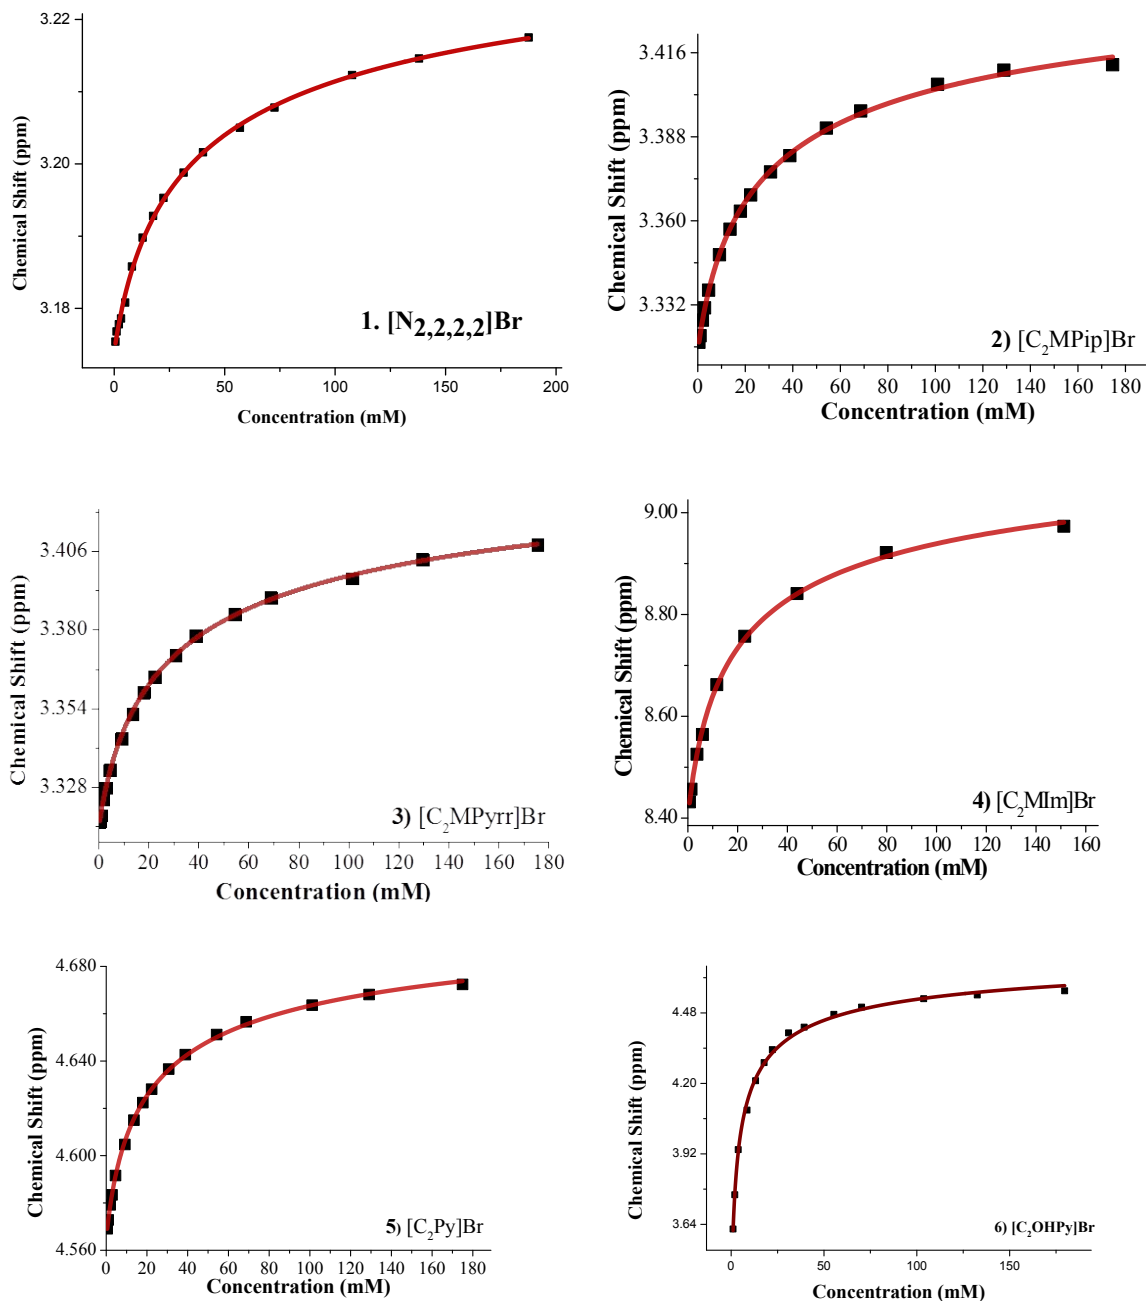 3.22
3.20
3.18
Chemical Shift (ppm)
1. [N2,2,2,2]Br
0 50 100 150 200
Concentration (mM)
3.416
3.388
3.360
3.332
Chemical Shift (ppm)
2) [C2MPip]Br
0 20 40 60 80 100 120 140 160 180
Concentration (mM)
3.406
3.380
3.354
3.328
Chemical Shift (ppm)
3) [C2MPyrr]Br
0 20 40 60 80 100 120 140 160 180
Concentration (mM)
9.00
8.80
8.60
8.40
Chemical Shift (ppm)
4) [C2MIm]Br
0 20 40 60 80 100 120 140 160
Concentration (mM)
4.680
4.640
4.600
4.560
Chemical Shift (ppm)
5) [C2Py]Br
0 20 40 60 80 100 120 140 160 180
Concentration (mM)
4.48
4.20
3.92
3.64
Chemical Shift (ppm)
6) [C2OHPy]Br
0 50 100 150
Concentration (mM)